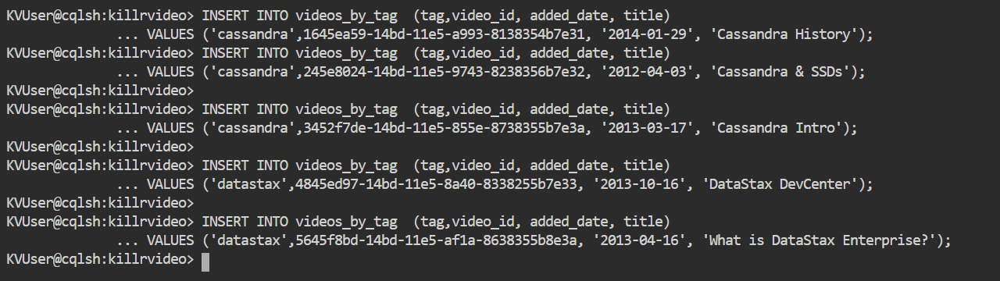 KVUser@cqlsh:killrvideo> INSERT INTO videos_by_tag  (tag,video_id, added_date, title)
              ... VALUES ('cassandra',1645ea59-14bd-11e5-a993-8138354b7e31, '2014-01-29', 'Cassandra History');
KVUser@cqlsh:killrvideo> INSERT INTO videos_by_tag  (tag,video_id, added_date, title)
              ... VALUES ('cassandra',245e8024-14bd-11e5-9743-8238356b7e32, '2012-04-03', 'Cassandra & SSDs');
KVUser@cqlsh:killrvideo>
KVUser@cqlsh:killrvideo> INSERT INTO videos_by_tag  (tag,video_id, added_date, title)
              ... VALUES ('cassandra',3452f7de-14bd-11e5-855e-8738355b7e3a, '2013-03-17', 'Cassandra Intro');
KVUser@cqlsh:killrvideo>
KVUser@cqlsh:killrvideo> INSERT INTO videos_by_tag  (tag,video_id, added_date, title)
              ... VALUES ('datastax',4845ed97-14bd-11e5-8a40-8338255b7e33, '2013-10-16', 'DataStax DevCenter');
KVUser@cqlsh:killrvideo>
KVUser@cqlsh:killrvideo> INSERT INTO videos_by_tag  (tag,video_id, added_date, title)
              ... VALUES ('datastax',5645f8bd-14bd-11e5-af1a-8638355b8e3a, '2013-04-16', 'What is DataStax Enterprise?');
KVUser@cqlsh:killrvideo>